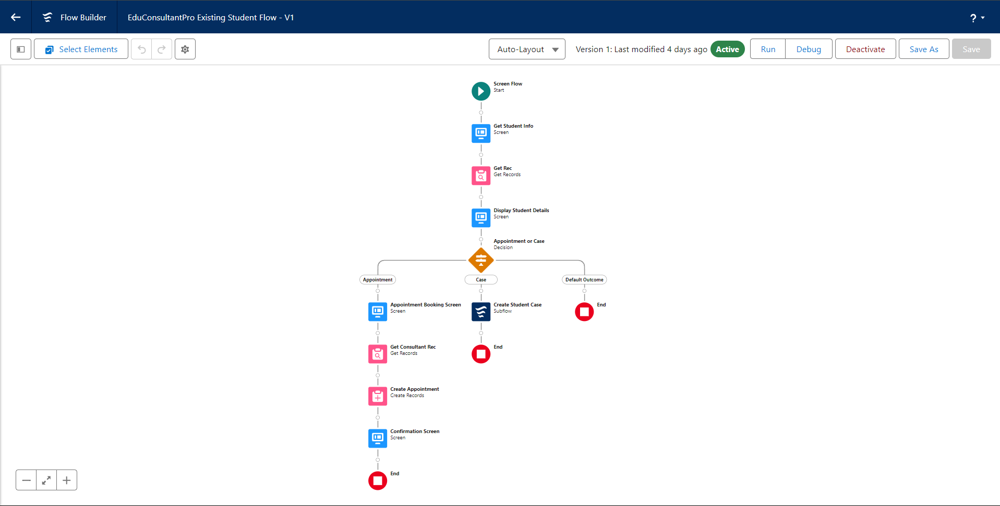 Flow Builder
EduConsultantPro Existing Student Flow - V1
?
Select Elements
Auto-Layout
Version 1: Last modified 4 days ago
Active
Run
Debug
Deactivate
Save As
Save
Screen Flow
Start
Get Student Info
Screen
Get Rec
Get Records
Display Student Details
Screen
Appointment or Case
Decision
Appointment
Case
Default Outcome
Appointment Booking Screen
Screen
Create Student Case
Subflow
End
Get Consultant Rec
Get Records
End
Create Appointment
Create Records
Confirmation Screen
Screen
End